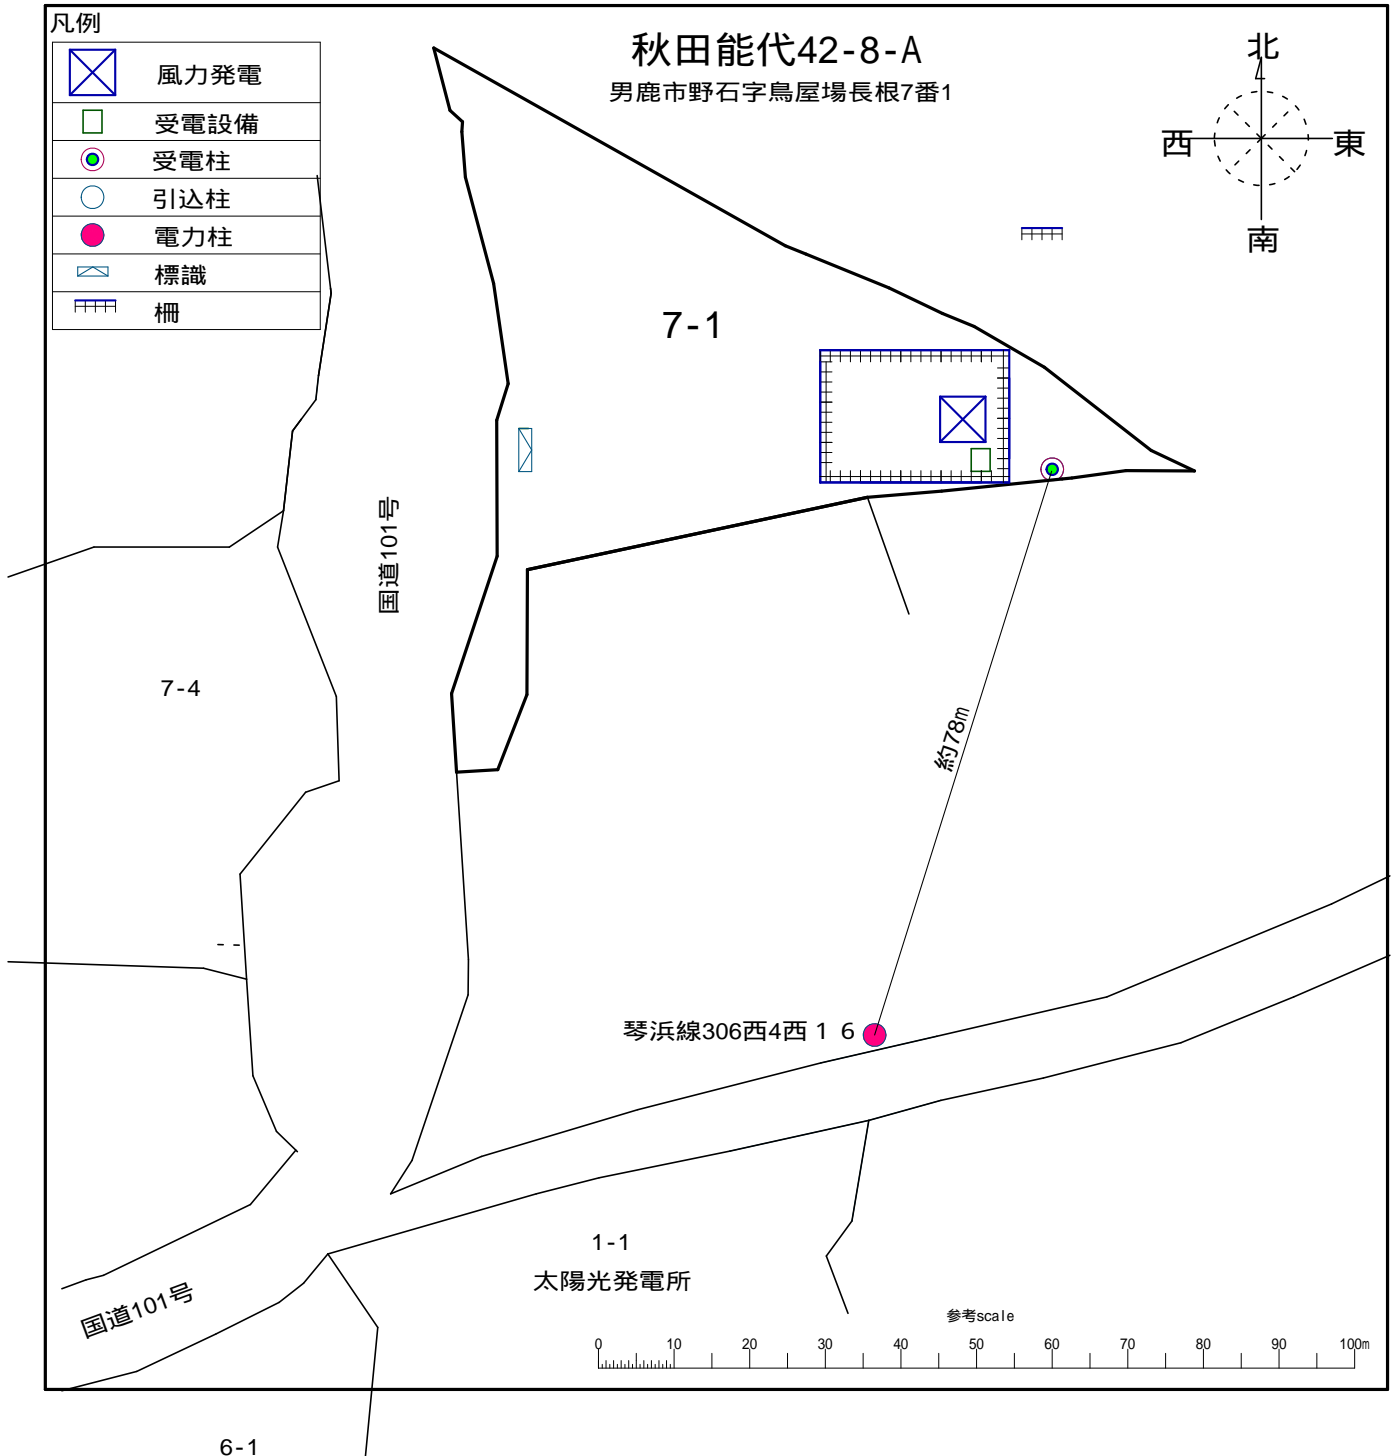 凡例
風力発電
受電設備
受電柱
引込柱
電力柱
標識
柵
秋田能代42-8-A
男鹿市野石字鳥屋場長根7番1
北
西
東
南
7-1
国道101号
7-4
約78m
琴浜線306西4西16
1-1
太陽光発電所
国道101号
参考scale
0 10 20 30 40 50 60 70 80 90 100m
6-1